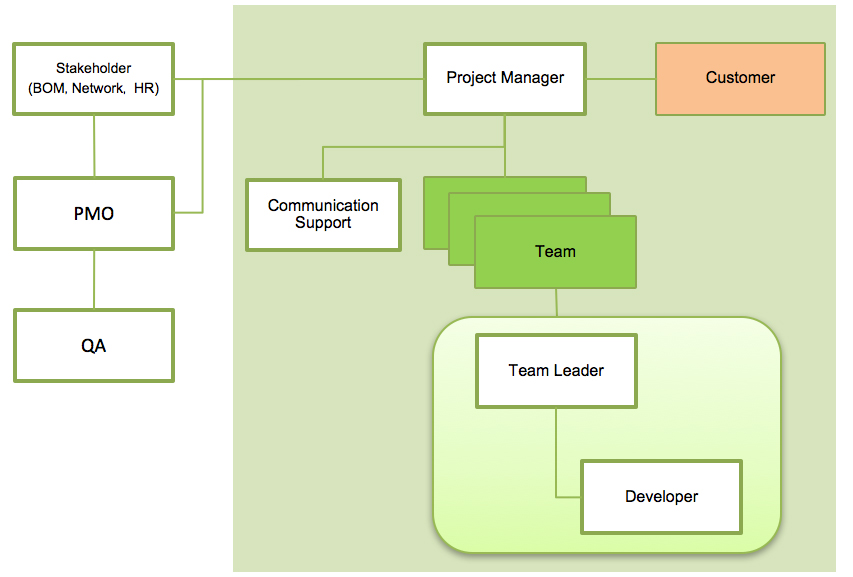 Stakeholder
(BOM, Network, HR)
Project Manager
Customer
PMO
Communication
Support
Team
QA
Team Leader
Developer